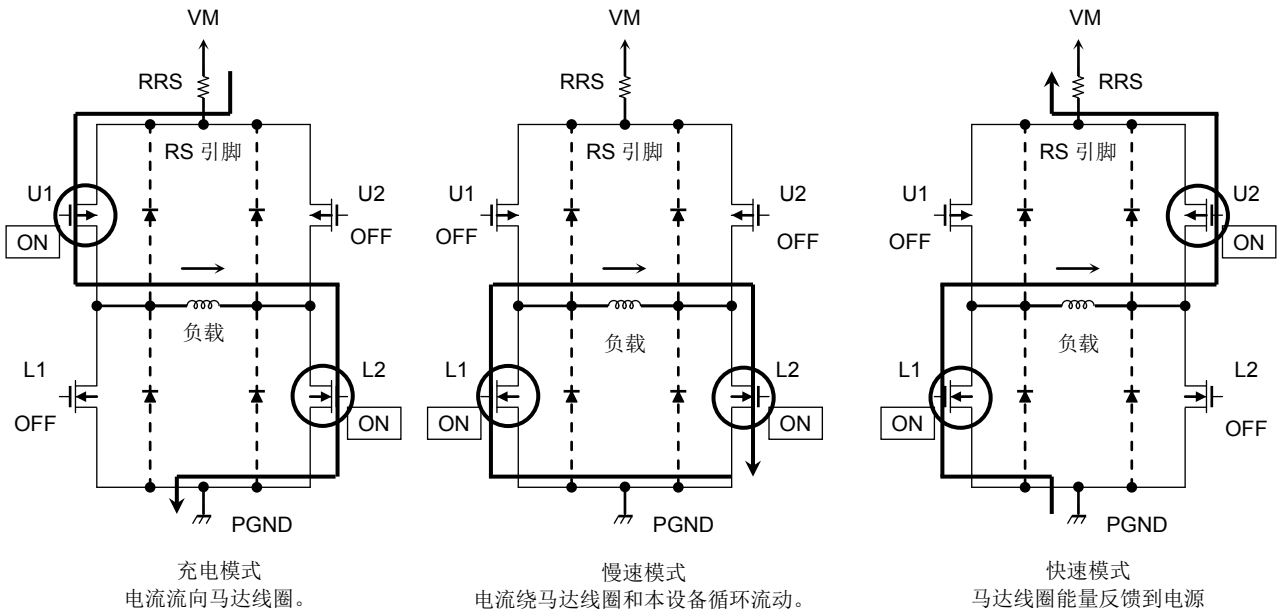 VM
RRS
RS 引脚
U1
ON
U2
OFF
负载
L1
OFF
L2
ON
PGND
充电模式
电流流向马达线圈。
VM
RRS
RS 引脚
U1
OFF
U2
OFF
负载
L1
ON
L2
ON
PGND
慢速模式
电流绕马达线圈和本设备循环流动。
VM
RRS
RS 引脚
U1
OFF
U2
ON
负载
L1
ON
L2
OFF
PGND
快速模式
马达线圈能量反馈到电源